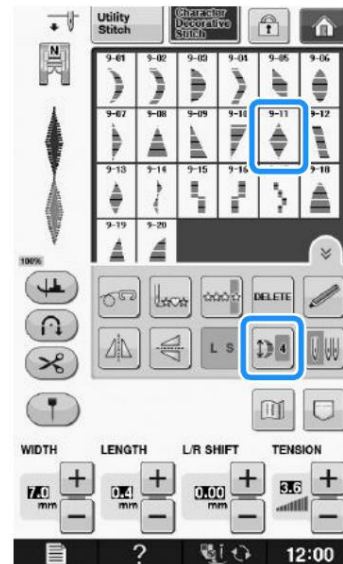 Utility
Stitch
Character
Decorative
Stitch
N
9-01 9-02 9-03 9-04 9-05 9-06
9-07 9-08 9-09 9-10 9-11 9-12
9-13 9-14 9-15 9-16 9-18
9-19 9-20
100%
DELETE
L S
4
WIDTH LENGTH L/R SHIFT TENSION
7.0
mm
+
−
0.4
mm
+
−
0.00
mm
+
−
3.6
+
−
? i 12:00